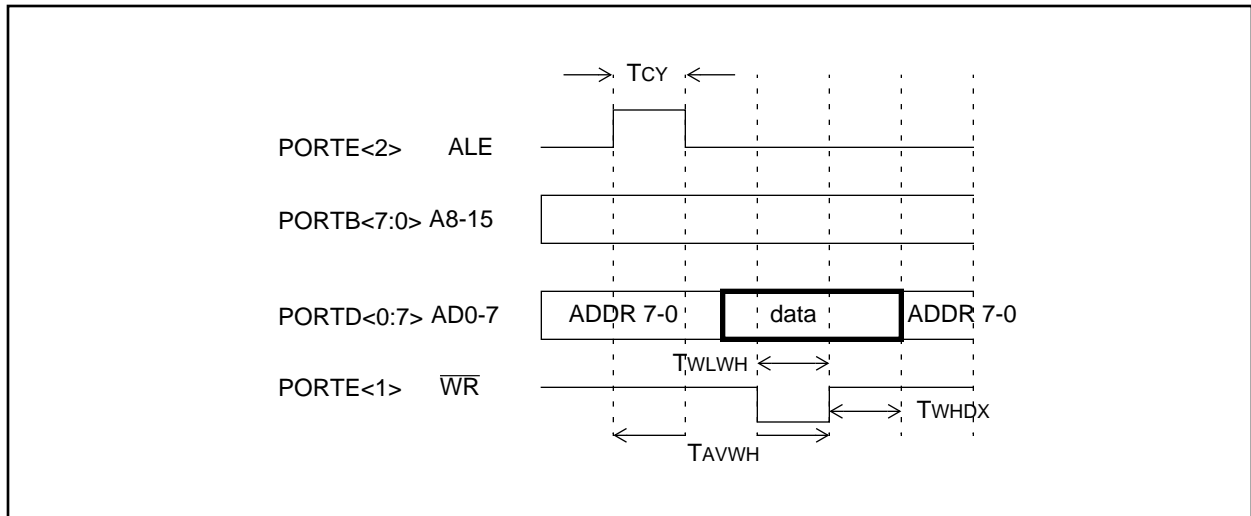 TCY
PORTE<2> ALE
PORTB<7:0> A8-15
PORTD<0:7> AD0-7 ADDR 7-0 data ADDR 7-0
TWLWH
PORTE<1> WR
TWHDX
TAVWH